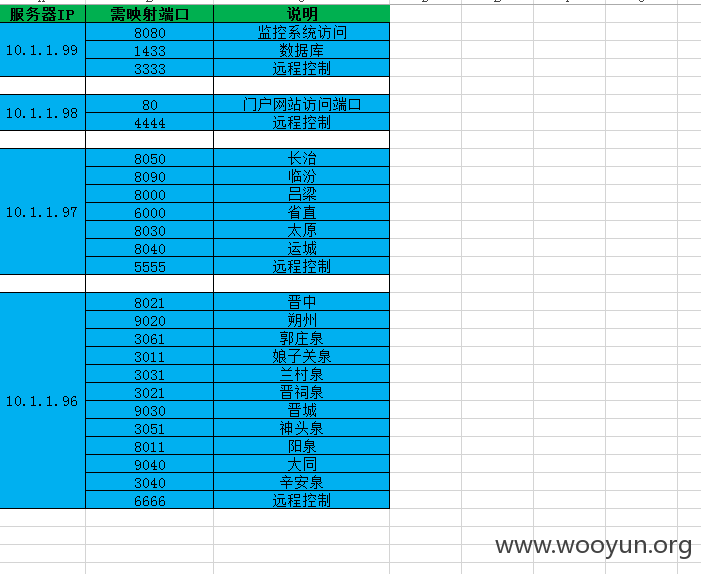 服务器IP 需映射端口 说明
10.1.1.99 8080 监控系统访问
1433 数据库
3333 远程控制
10.1.1.98 80 门户网站访问端口
4444 远程控制
10.1.1.97 8050 长治
8090 临汾
8000 吕梁
6000 省直
8030 太原
8040 运城
5555 远程控制
10.1.1.96 8021 晋中
9020 朔州
3061 郭庄泉
3011 娘子关泉
3031 兰村泉
3021 晋祠泉
9030 晋城
3051 神头泉
8011 阳泉
9040 大同
3040 辛安泉
6666 远程控制
www.wooyun.org